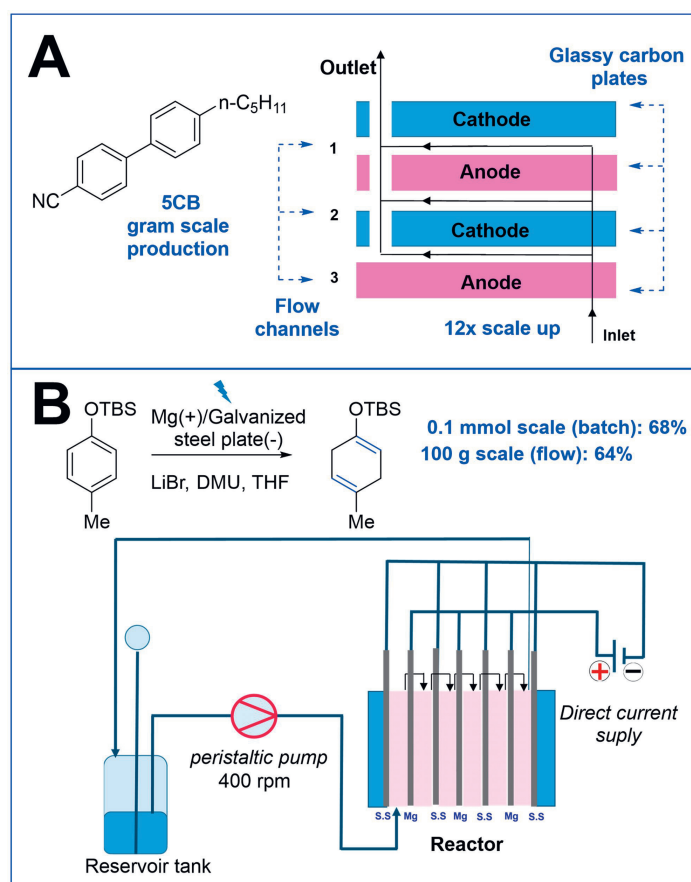 A
n-C5H11
NC
5CB
gram scale
production
Outlet
Glassy carbon
plates
Cathode
1
Anode
2
Cathode
3
Anode
Flow
channels
12x scale up
Inlet
B
OTBS
Me
Mg(+)/Galvanized
steel plate(-)
LiBr, DMU, THF
OTBS
Me
0.1 mmol scale (batch): 68%
100 g scale (flow): 64%
peristaltic pump
400 rpm
Reservoir tank
+ −
Direct current
suply
S.S Mg S.S Mg S.S Mg S.S
Reactor